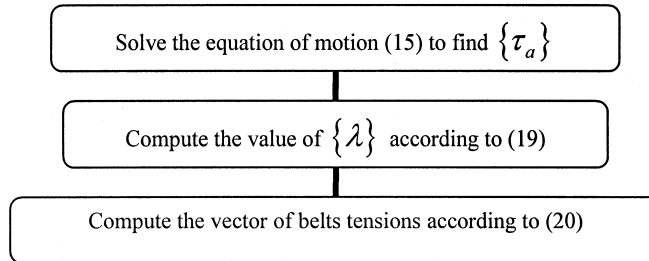 Solve the equation of motion (15) to find {τₐ}
Compute the value of {λ} according to (19)
Compute the vector of belts tensions according to (20)